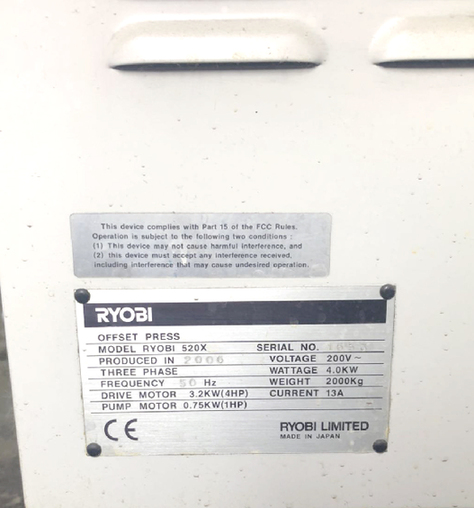 This device complies with Part 15 of the FCC Rules.
Operation is subject to the following two conditions :
(1) This device may not cause harmful interference, and
(2) this device must accept any interference received,
including interference that may cause undesired operation.
RYOBI
OFFSET PRESS
MODEL RYOBI 520X SERIAL NO.
PRODUCED IN 2006 VOLTAGE 200V~
THREE PHASE WATTAGE 4.0KW
FREQUENCY 50 Hz WEIGHT 2000Kg
DRIVE MOTOR 3.2KW(4HP) CURRENT 13A
PUMP MOTOR 0.75KW(1HP)
CE RYOBI LIMITED
MADE IN JAPAN